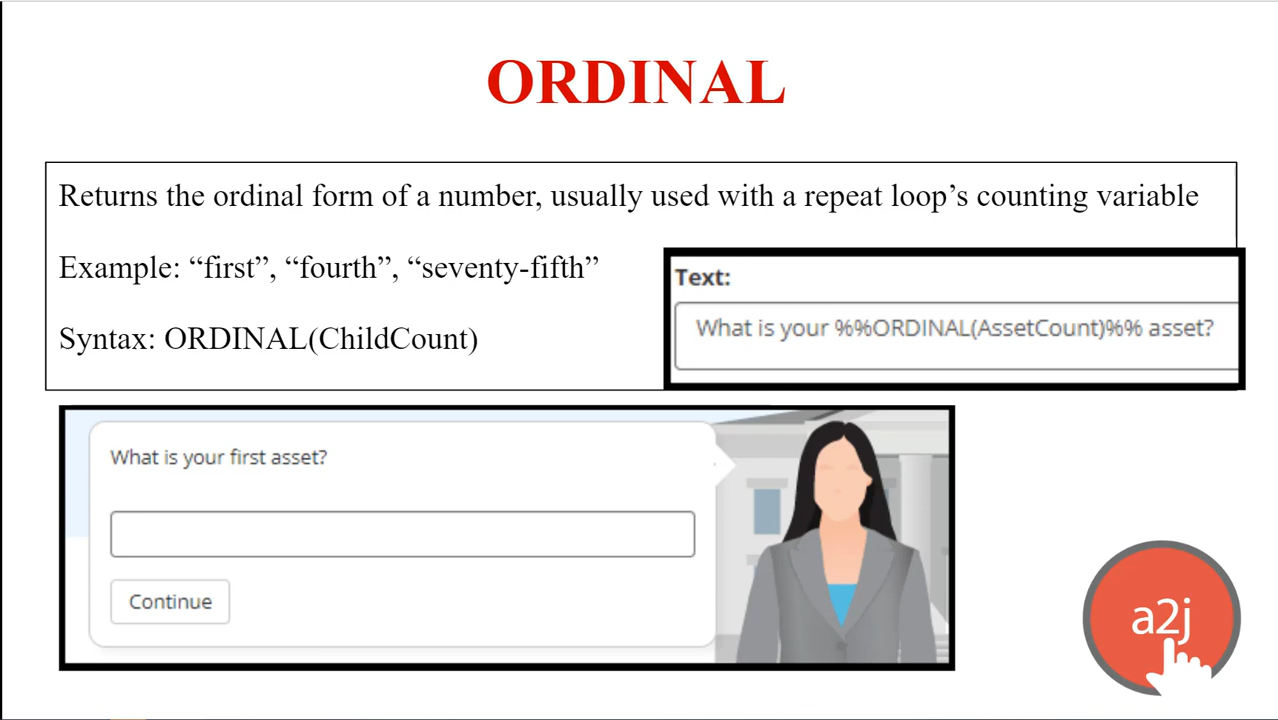 ORDINAL
Returns the ordinal form of a number, usually used with a repeat loop’s counting variable
Example: “first”, “fourth”, “seventy-fifth”
Syntax: ORDINAL(ChildCount)
Text:
What is your %%ORDINAL(AssetCount)%% asset?
What is your first asset?
Continue
a2j